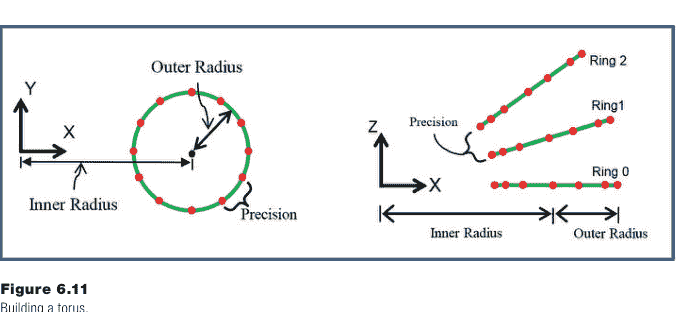 Outer Radius
Y
X
Inner Radius
Precision
Ring 2
Ring1
Precision
Z
Ring 0
X
Inner Radius
Outer Radius
Figure 6.11
Building a torus.